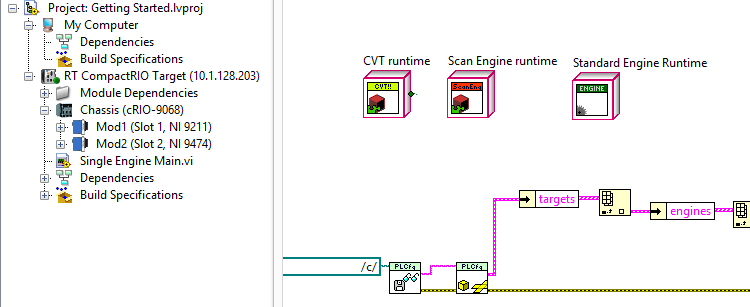 Project: Getting Started.lvproj
My Computer
Dependencies
Build Specifications
RT CompactRIO Target (10.1.128.203)
Module Dependencies
Chassis (cRIO-9068)
Mod1 (Slot 1, NI 9211)
Mod2 (Slot 2, NI 9474)
Single Engine Main.vi
Dependencies
Build Specifications
CVT runtime
Scan Engine runtime
Standard Engine Runtime
CVT!!
ScanEng
ENGINE
targets
engines
/c/
PLCfg
PLCfg